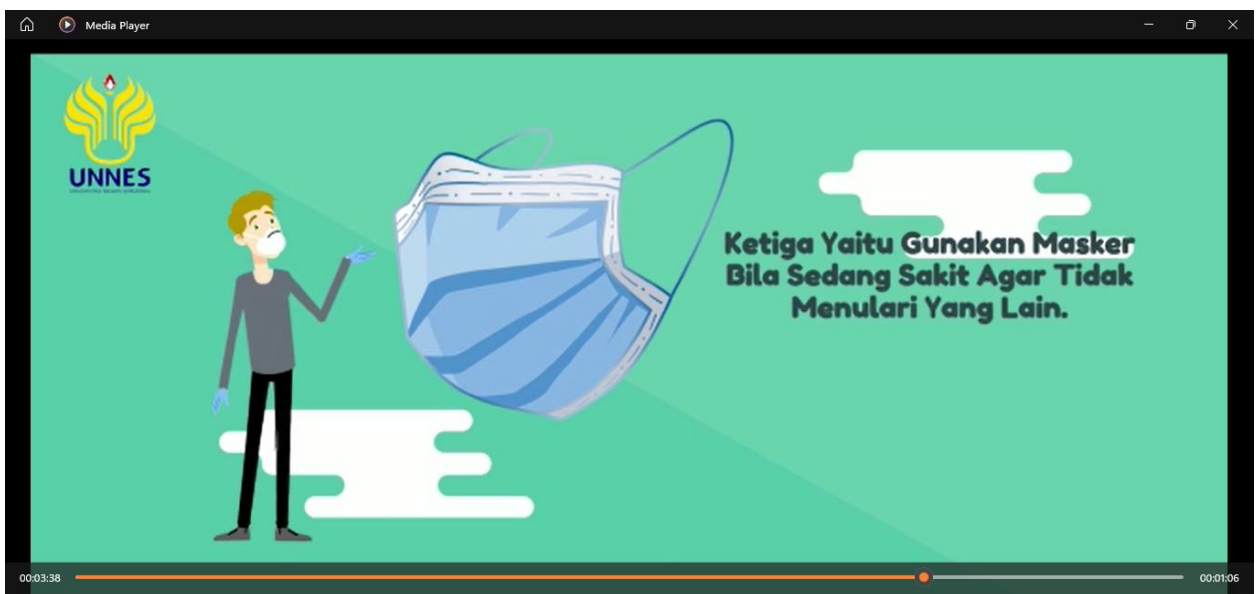 Media Player
UNNES
Ketiga Yaitu Gunakan Masker
Bila Sedang Sakit Agar Tidak
Menulari Yang Lain.
00:03:38
00:01:06